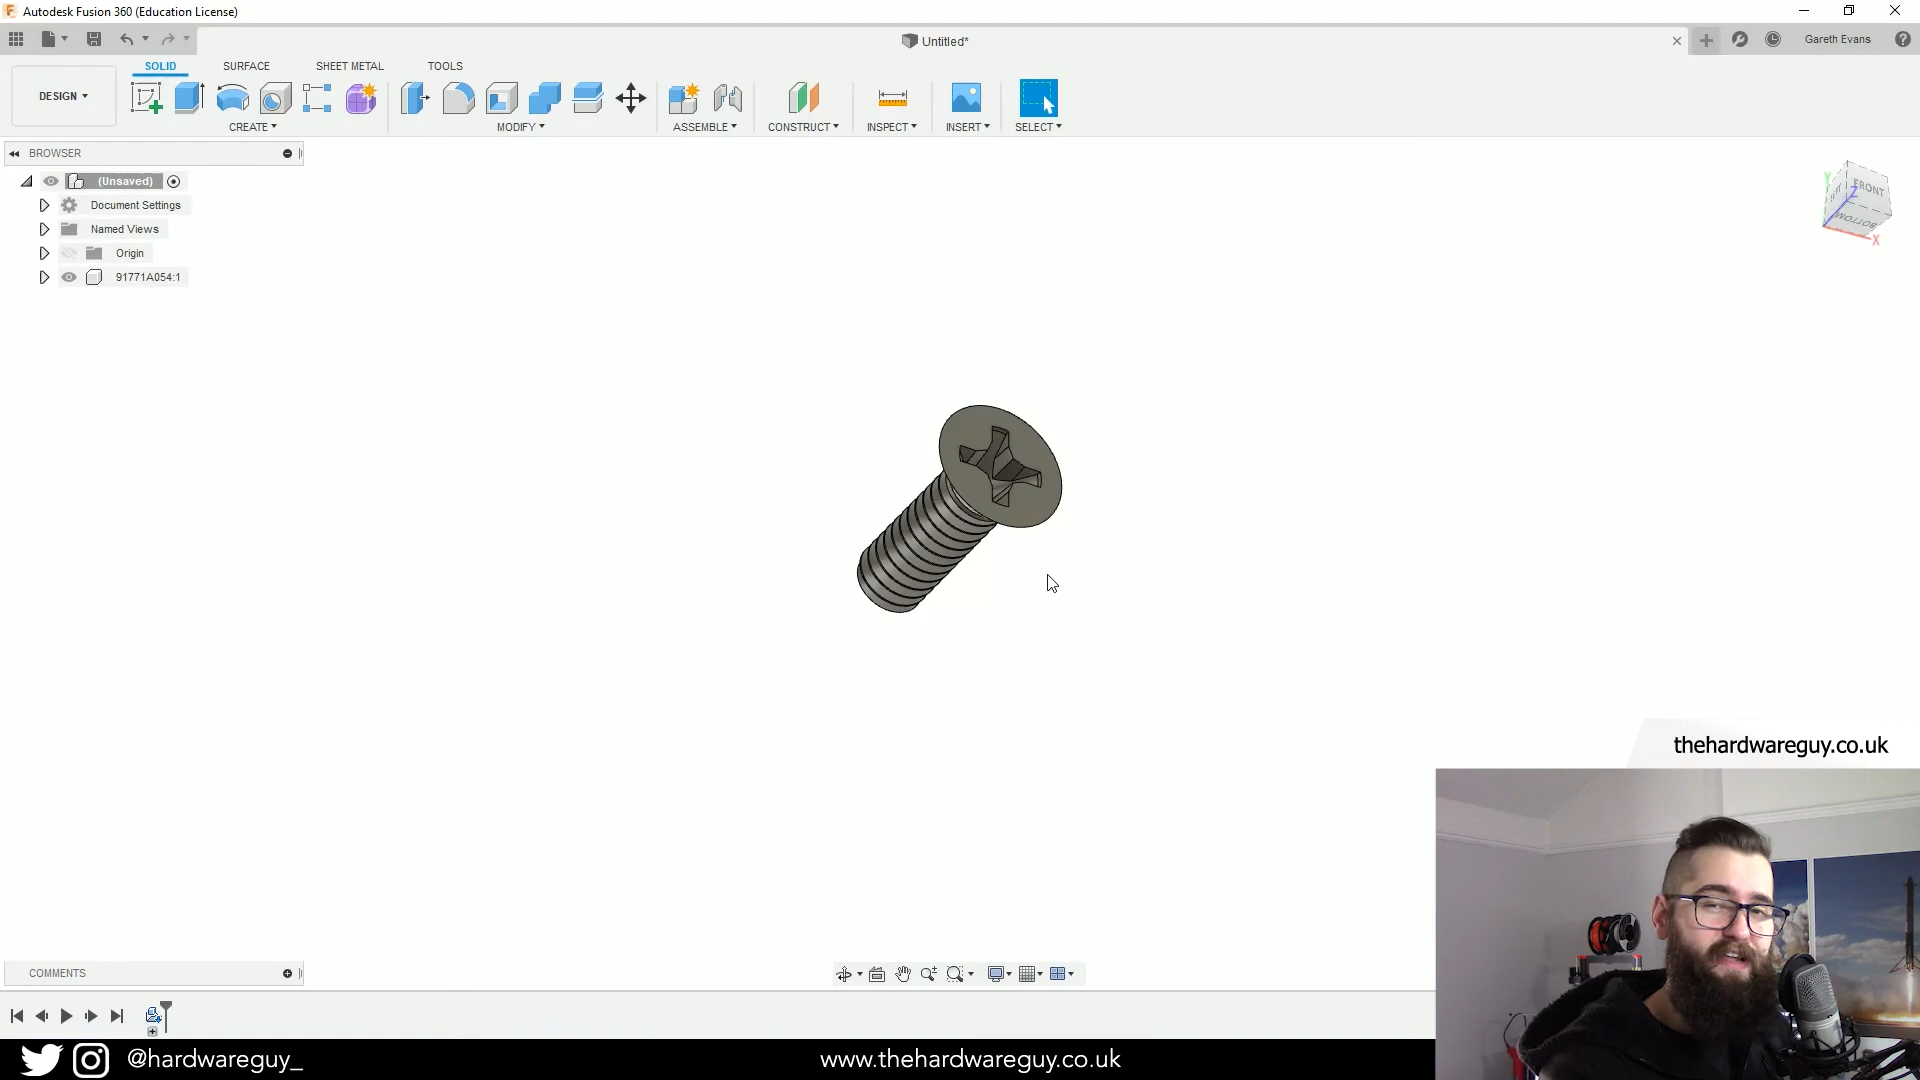 Autodesk Fusion 360 (Education License)
Untitled*
Gareth Evans
DESIGN
SOLID
SURFACE
SHEET METAL
TOOLS
CREATE
MODIFY
ASSEMBLE
CONSTRUCT
INSPECT
INSERT
SELECT
BROWSER
(Unsaved)
Document Settings
Named Views
Origin
91771A054:1
FRONT
BOTTOM
Y
Z
X
thehardwareguy.co.uk
COMMENTS
@hardwareguy_
www.thehardwareguy.co.uk